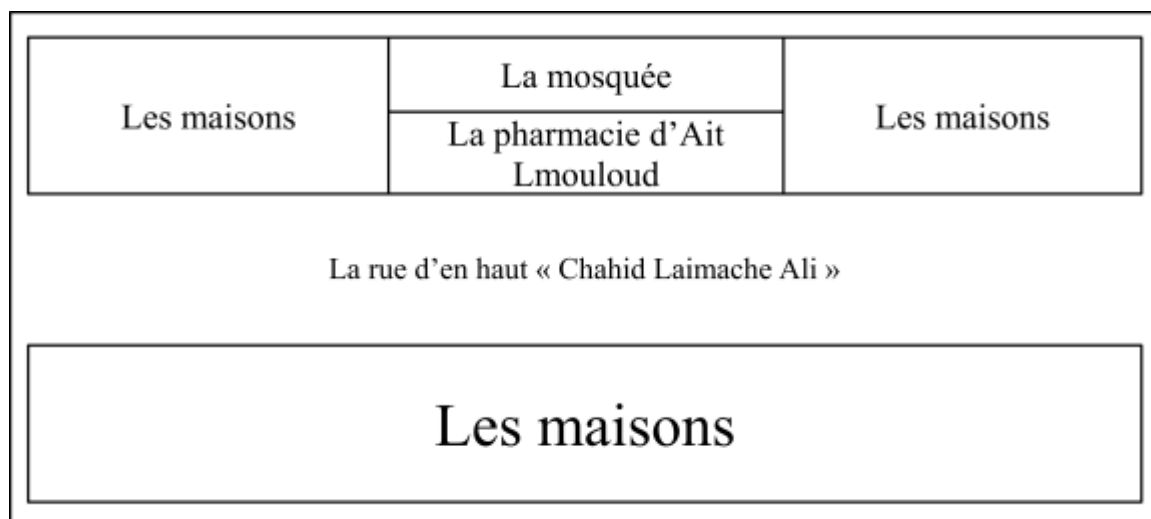 Les maisons
La mosquée
La pharmacie d’Ait
Lmouloud
Les maisons
La rue d’en haut « Chahid Laimache Ali »
Les maisons